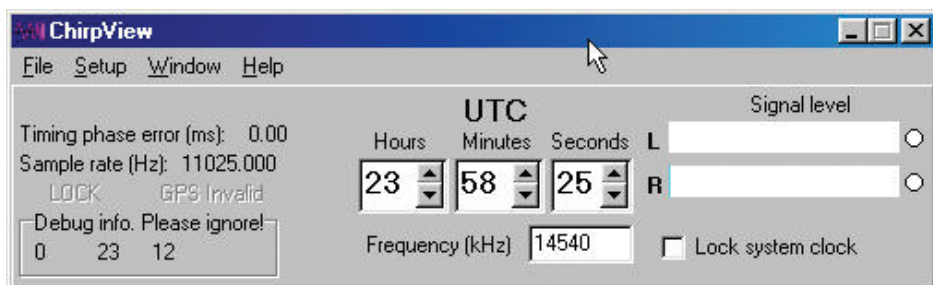 ChirpView
File Setup Window Help
UTC
Signal level
Timing phase error (ms): 0.00
Hours Minutes Seconds L
Sample rate (Hz): 11025.000
23 58 25 R
LOCK GPS Invalid
Debug info. Please ignore!
Frequency (kHz) 14540 Lock system clock
0 23 12